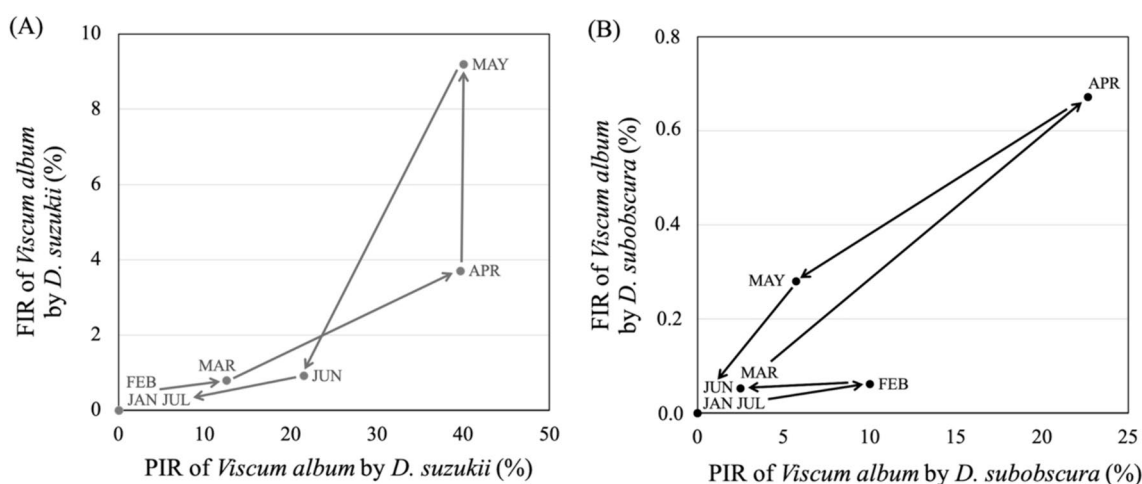 (A)
10
8
6
4
2
0
FIR of Viscum album
by D. suzukii (%)
MAY
APR
MAR
FEB
JUN
JAN JUL
0 10 20 30 40 50
PIR of Viscum album by D. suzukii (%)
(B)
0.8
0.6
0.4
0.2
0.0
FIR of Viscum album
by D. subobscura (%)
APR
MAY
MAR
JUN
FEB
JAN JUL
0 5 10 15 20 25
PIR of Viscum album by D. subobscura (%)